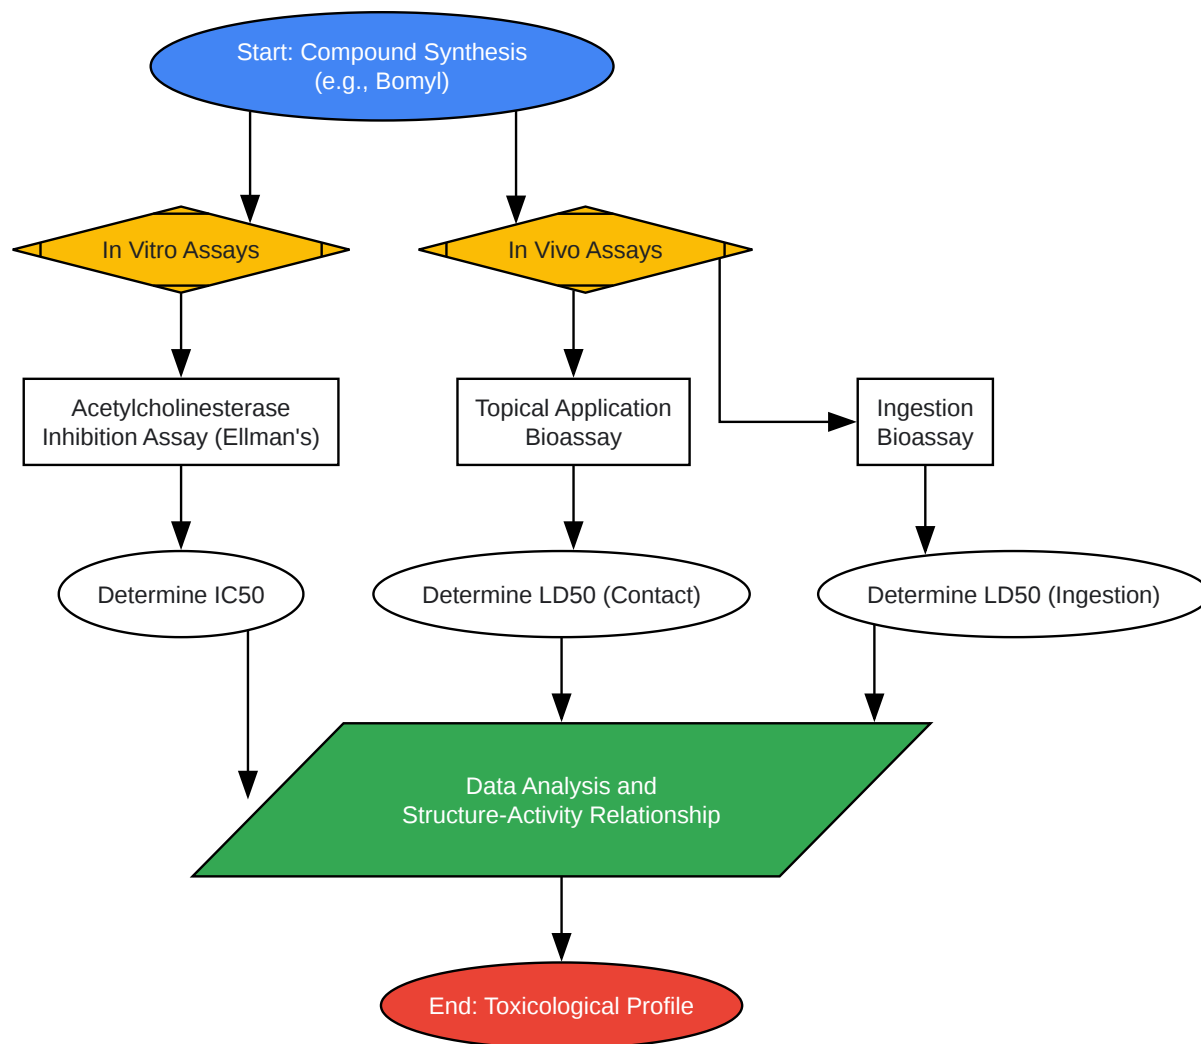 Start: Compound Synthesis
(e.g., Bomyl)
In Vitro Assays
In Vivo Assays
Acetylcholinesterase
Inhibition Assay (Ellman's)
Topical Application
Bioassay
Ingestion
Bioassay
Determine IC50
Determine LD50 (Contact)
Determine LD50 (Ingestion)
Data Analysis and
Structure-Activity Relationship
End: Toxicological Profile